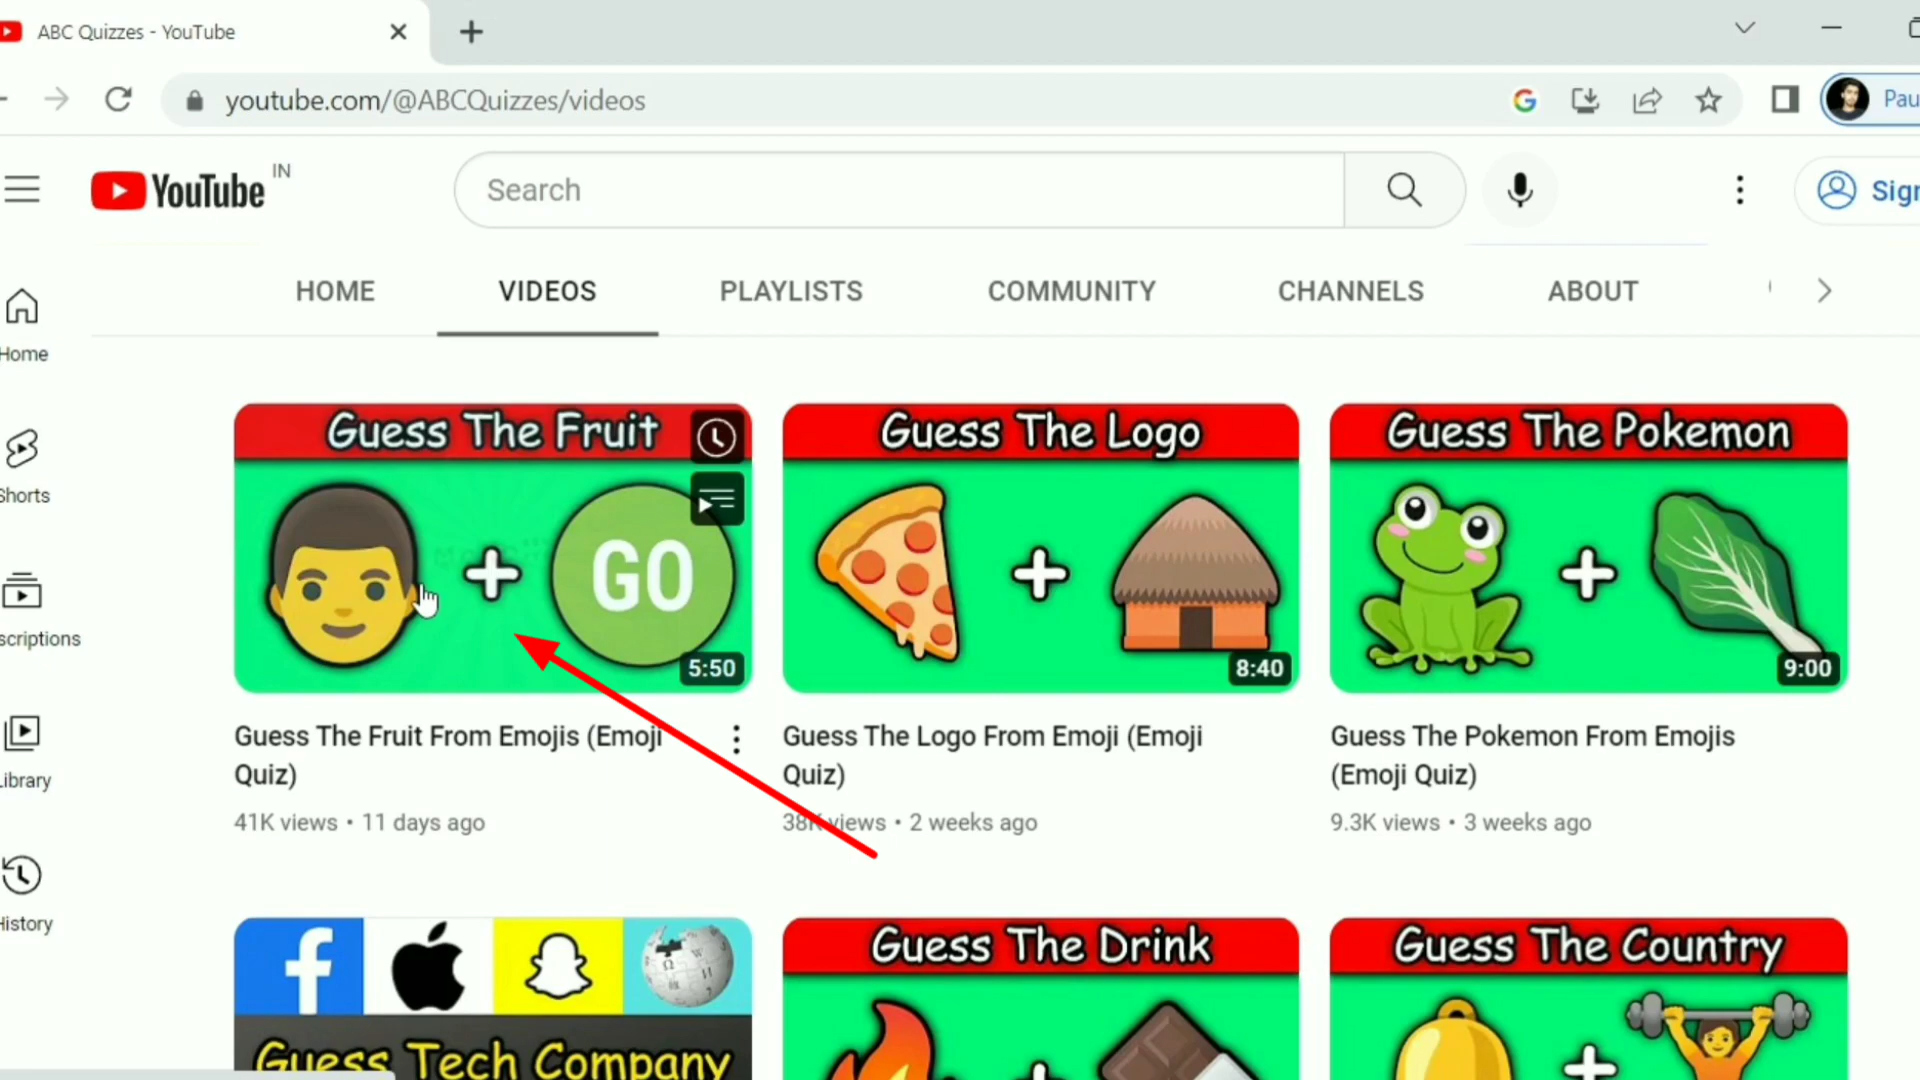 ABC Quizzes - YouTube
youtube.com/@ABCQuizzes/videos
Pau
YouTube IN
Search
Sign
HOME VIDEOS PLAYLISTS COMMUNITY CHANNELS ABOUT
Home
Shorts
scriptions
Library
History
Guess The Fruit
GO
5:50
Guess The Fruit From Emojis (Emoji
Quiz)
41K views • 11 days ago
Guess The Logo
8:40
Guess The Logo From Emoji (Emoji
Quiz)
38K views • 2 weeks ago
Guess The Pokemon
9:00
Guess The Pokemon From Emojis
(Emoji Quiz)
9.3K views • 3 weeks ago
Guess Tech Company
Guess The Drink
Guess The Country